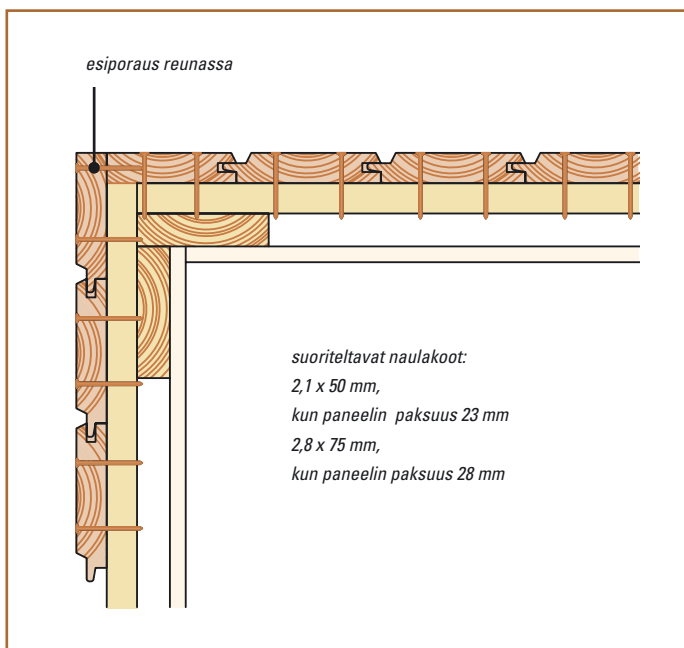 esiporaus reunassa
suoriteltavat naulakoot:
2,1 x 50 mm,
kun paneelin paksuus 23 mm
2,8 x 75 mm,
kun paneelin paksuus 28 mm